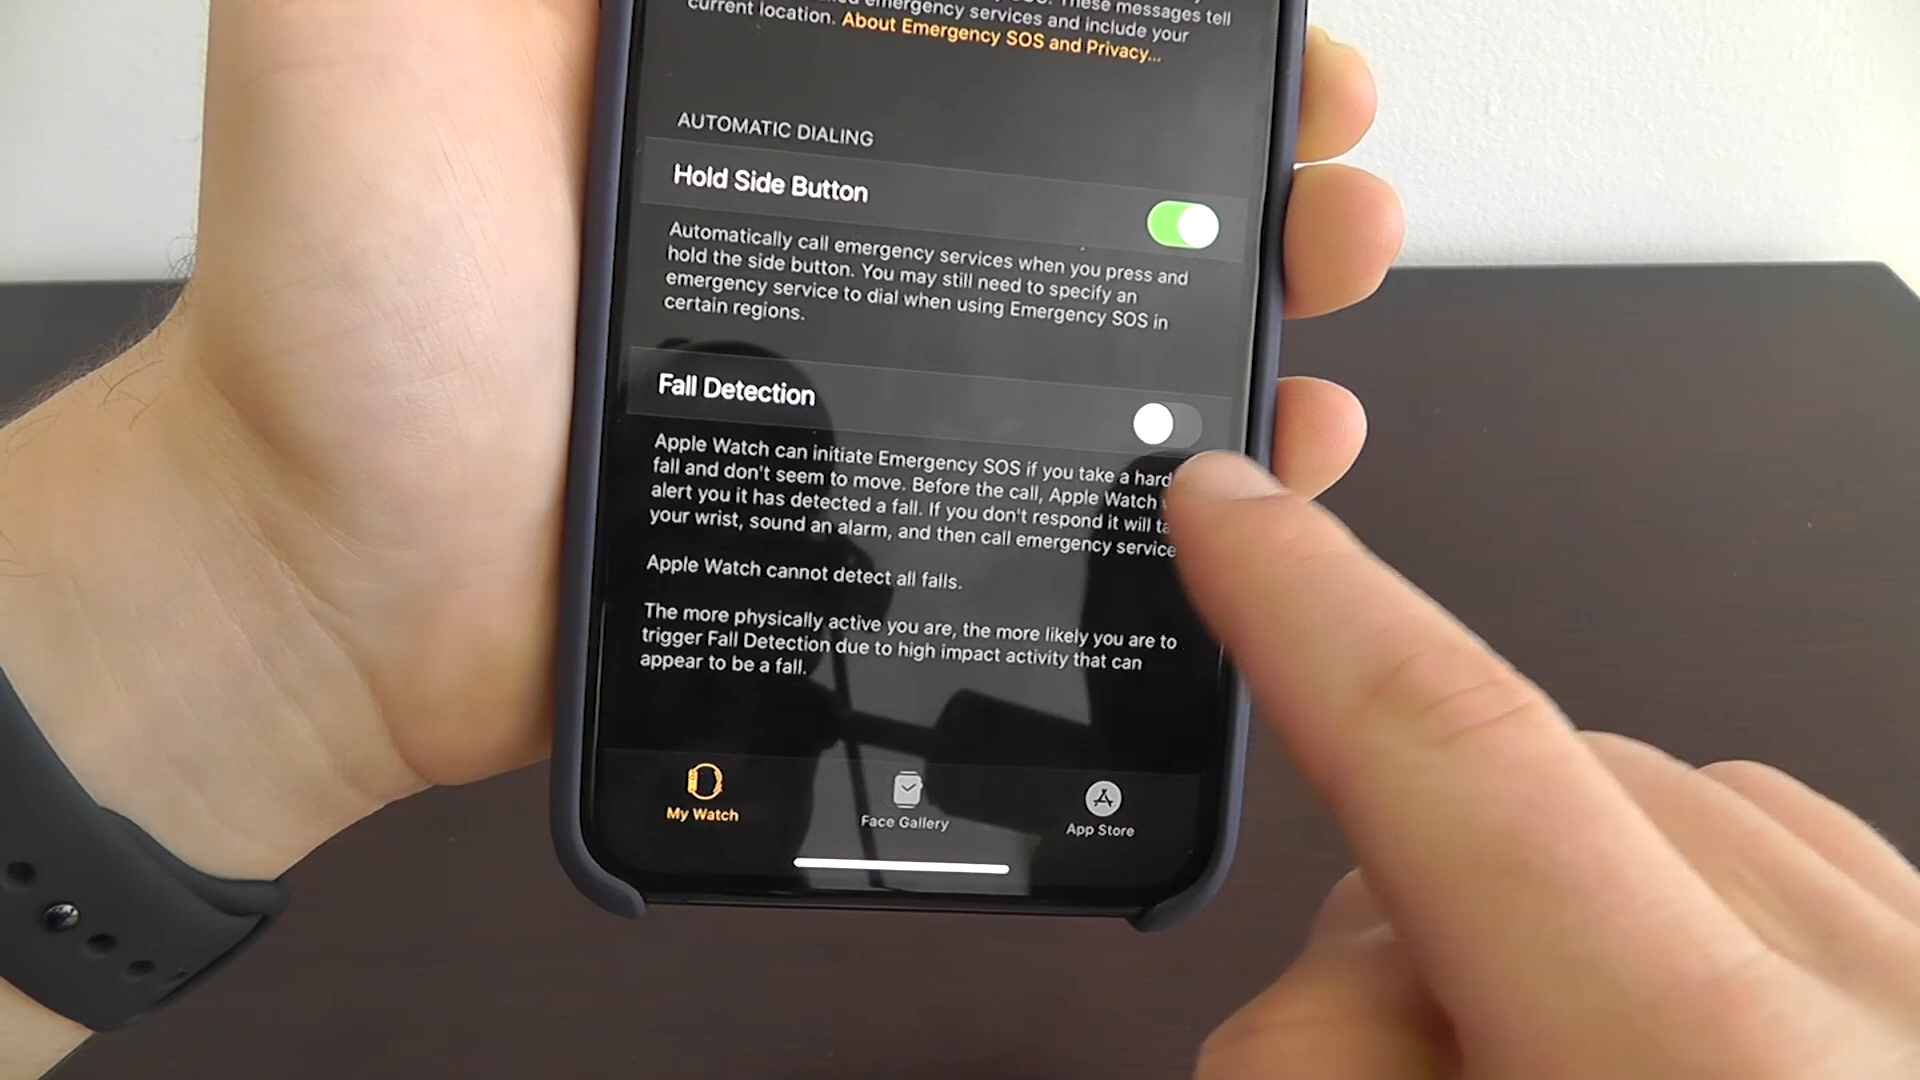 SOS. These messages tell
emergency services and include your
current location. About Emergency SOS and Privacy...
AUTOMATIC DIALING
Hold Side Button
Automatically call emergency services when you press and
hold the side button. You may still need to specify an
emergency service to dial when using Emergency SOS in
certain regions.
Fall Detection
Apple Watch can initiate Emergency SOS if you take a hard
fall and don't seem to move. Before the call, Apple Watch
alert you it has detected a fall. If you don't respond it will ta
your wrist, sound an alarm, and then call emergency service
Apple Watch cannot detect all falls.
The more physically active you are, the more likely you are to
trigger Fall Detection due to high impact activity that can
appear to be a fall.
My Watch
Face Gallery
App Store